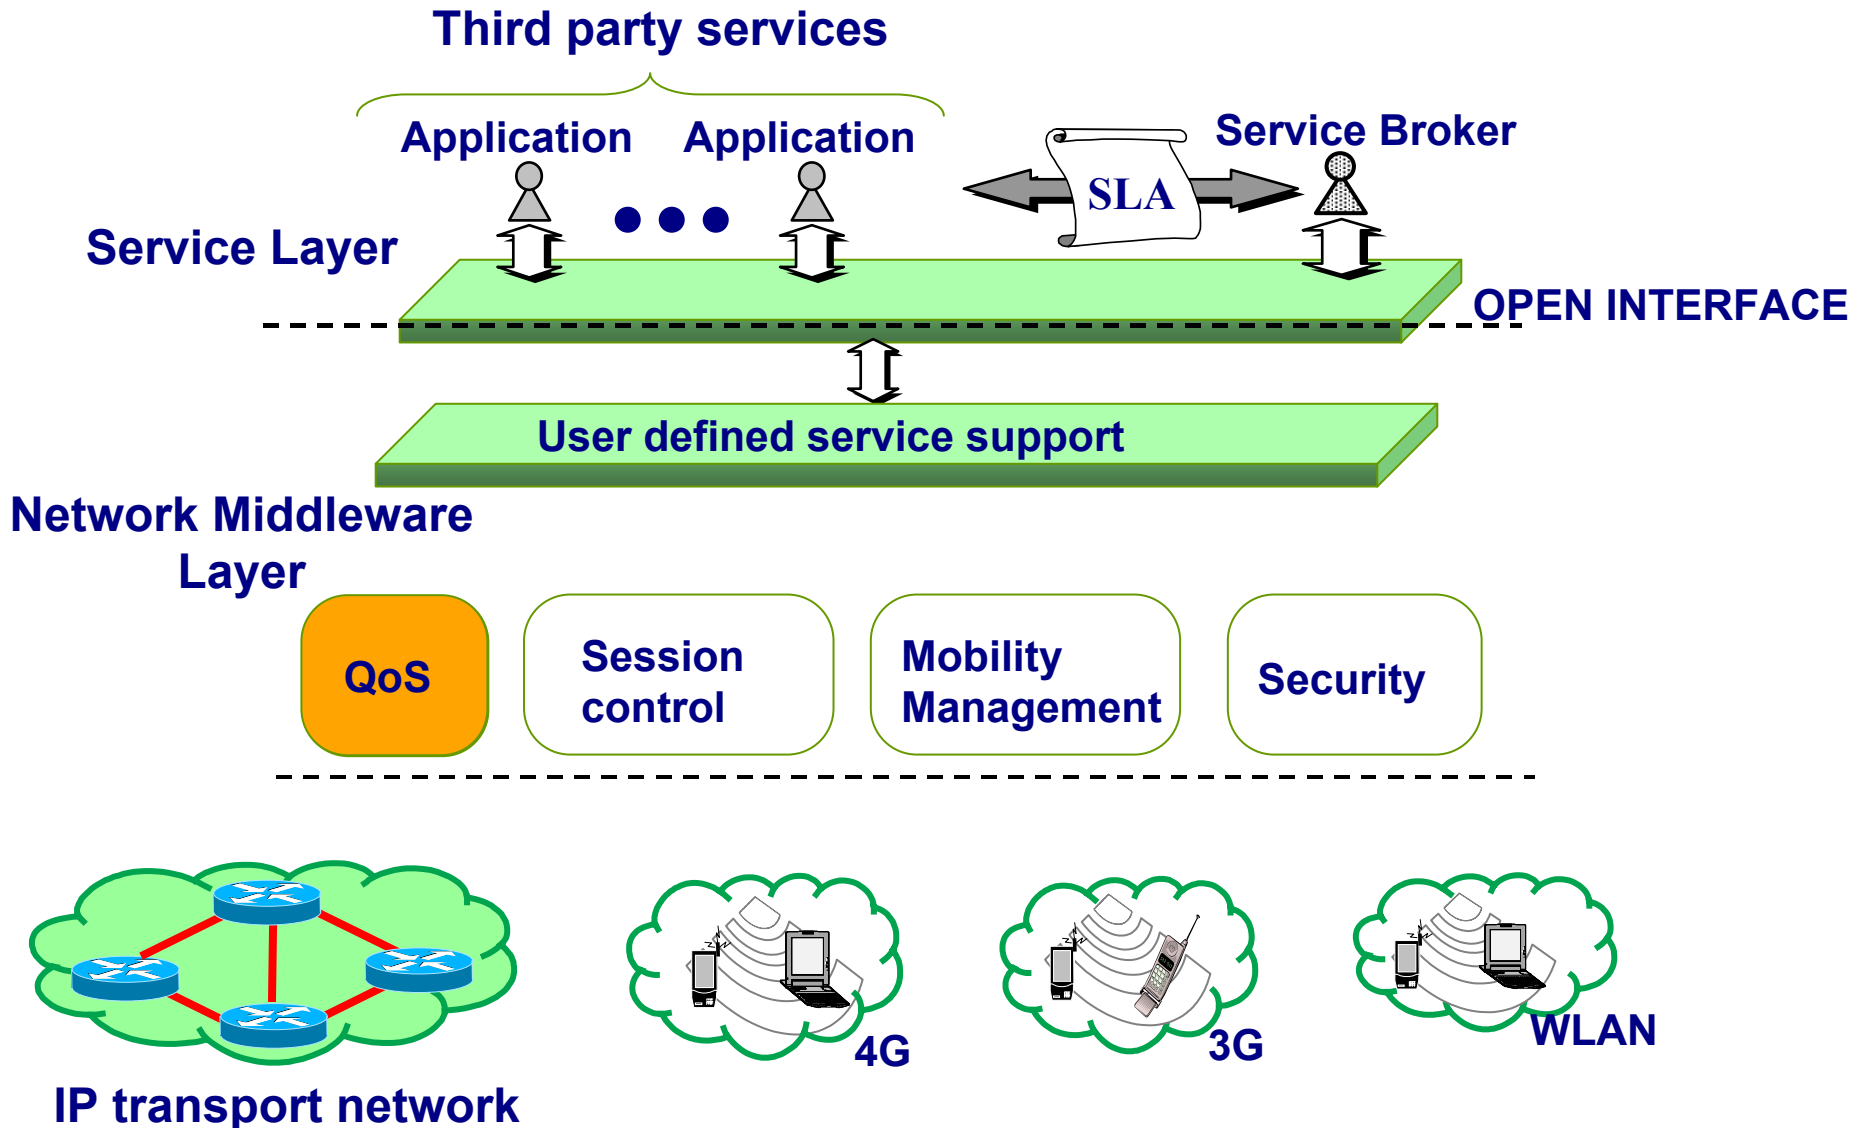 Third party services
Application
Application
Service Broker
SLA
Service Layer
OPEN INTERFACE
User defined service support
Network Middleware
Layer
QoS
Session
control
Mobility
Management
Security
4G
3G
WLAN
IP transport network